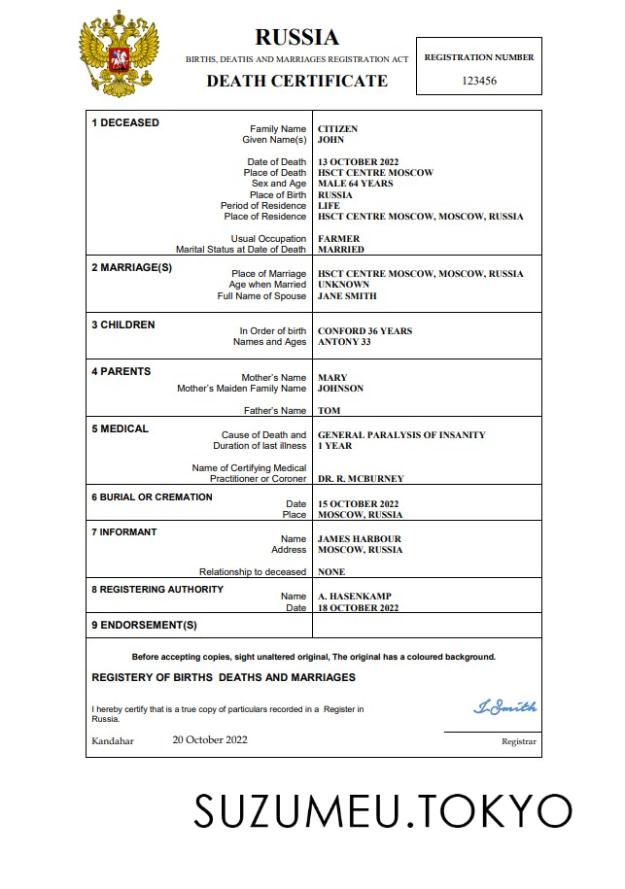 RUSSIA
BIRTHS, DEATHS AND MARRIAGES REGISTRATION ACT
DEATH CERTIFICATE
REGISTRATION NUMBER
123456
1 DECEASED
Family Name CITIZEN
Given Name(s) JOHN
Date of Death 13 OCTOBER 2022
Place of Death HSCT CENTRE MOSCOW
Sex and Age MALE 64 YEARS
Place of Birth RUSSIA
Period of Residence LIFE
Place of Residence HSCT CENTRE MOSCOW, MOSCOW, RUSSIA
Usual Occupation FARMER
Marital Status at Date of Death MARRIED
2 MARRIAGE(S)
Place of Marriage HSCT CENTRE MOSCOW, MOSCOW, RUSSIA
Age when Married UNKNOWN
Full Name of Spouse JANE SMITH
3 CHILDREN
In Order of birth CONFORD 36 YEARS
Names and Ages ANTONY 33
4 PARENTS
Mother's Name MARY
Mother's Maiden Family Name JOHNSON
Father's Name TOM
5 MEDICAL
Cause of Death and GENERAL PARALYSIS OF INSANITY
Duration of last illness 1 YEAR
Name of Certifying Medical
Practitioner or Coroner DR. R. MCBURNEY
6 BURIAL OR CREMATION
Date 15 OCTOBER 2022
Place MOSCOW, RUSSIA
7 INFORMANT
Name JAMES HARBOUR
Address MOSCOW, RUSSIA
Relationship to deceased NONE
8 REGISTERING AUTHORITY
Name A. HASENKAMP
Date 18 OCTOBER 2022
9 ENDORSEMENT(S)
Before accepting copies, sight unaltered original, The original has a coloured background.
REGISTERY OF BIRTHS DEATHS AND MARRIAGES
I hereby certify that is a true copy of particulars recorded in a Register in
Russia.
I.Smith
Kandahar 20 October 2022
Registrar
SUZUMEU.TOKYO